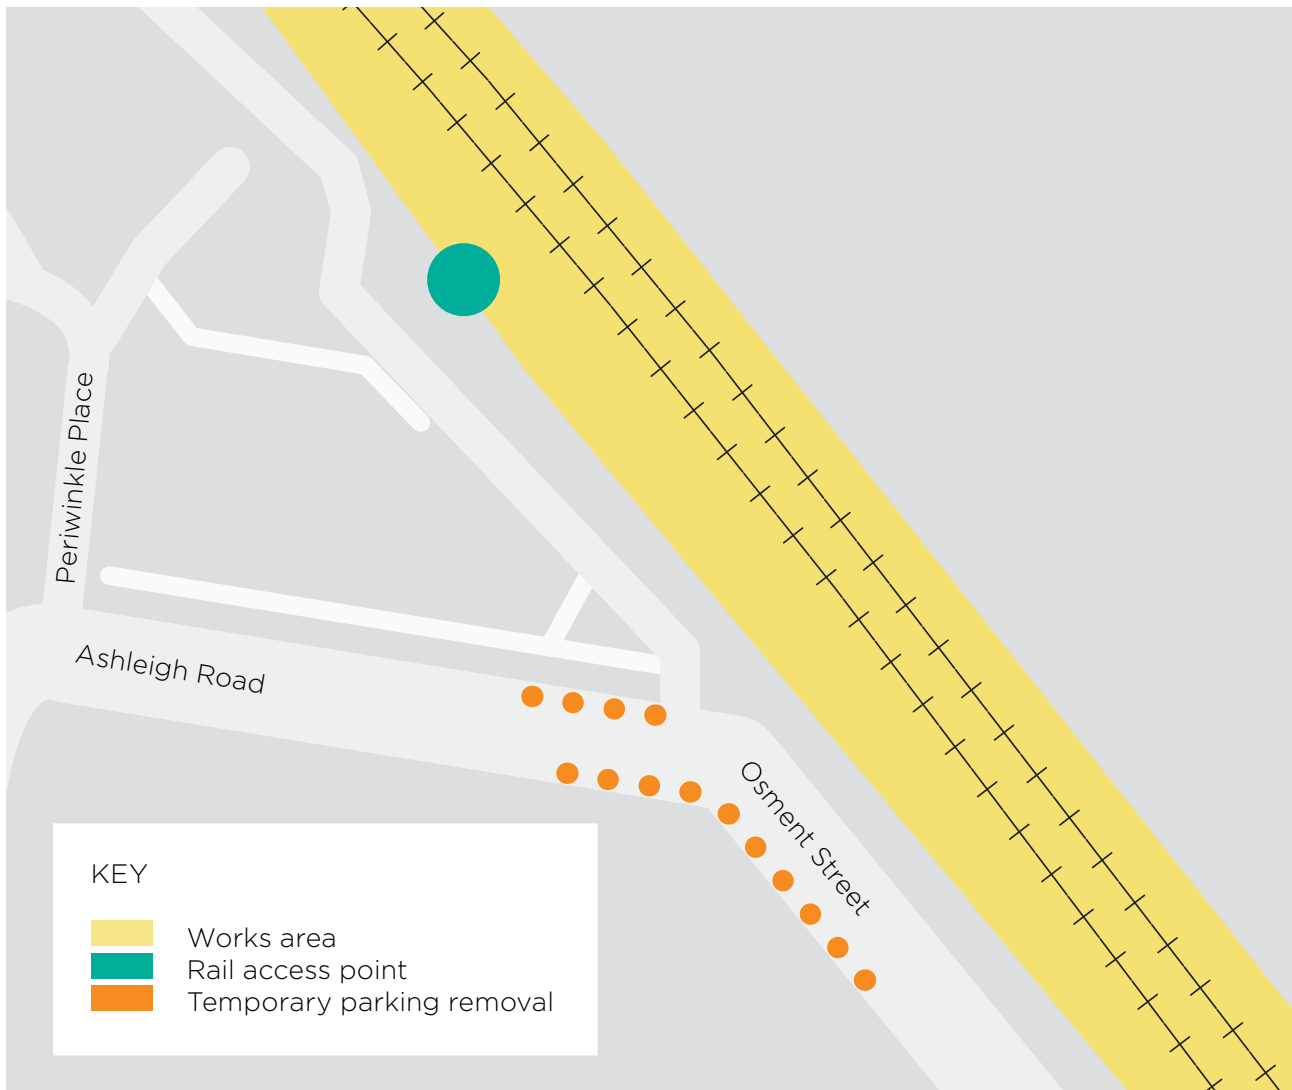 Periwinkle Place
Ashleigh Road
Osment Street
KEY
Works area
Rail access point
Temporary parking removal